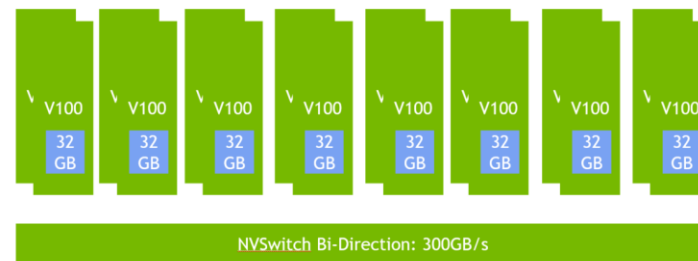 V100 V100 V100 V100 V100 V100 V100 V100
32 32 32 32 32 32 32 32
GB GB GB GB GB GB GB GB
NVSwitch Bi-Direction: 300GB/s